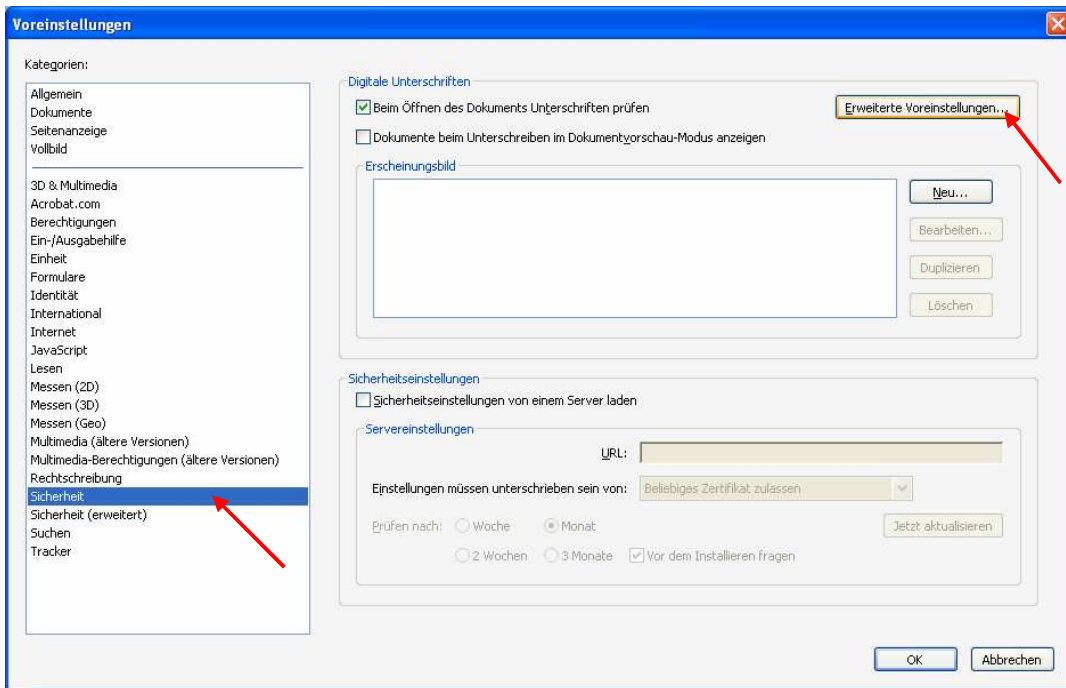 Voreinstellungen
Kategorien:
Allgemein
Dokumente
Seitenanzeige
Vollbild
3D & Multimedia
Acrobat.com
Berechtigungen
Ein-/Ausgabehilfe
Einheit
Formulare
Identität
International
Internet
JavaScript
Lesen
Messen (2D)
Messen (3D)
Messen (Geo)
Multimedia (ältere Versionen)
Multimedia-Berechtigungen (ältere Versionen)
Rechtschreibung
Sicherheit
Sicherheit (erweitert)
Suchen
Tracker
Digitale Unterschriften
Beim Öffnen des Dokuments Unterschriften prüfen
Erweiterte Voreinstellungen...
Dokumente beim Unterschreiben im Dokumentvorschau-Modus anzeigen
Erscheinungsbild
Neu...
Bearbeiten...
Duplizieren
Löschen
Sicherheitseinstellungen
Sicherheitseinstellungen von einem Server laden
Servereinstellungen
URL:
Einstellungen müssen unterschrieben sein von: Beliebiges Zertifikat zulassen
Prüfen nach: Woche Monat Jetzt aktualisieren
2 Wochen 3 Monate Vor dem Installieren fragen
OK Abbrechen